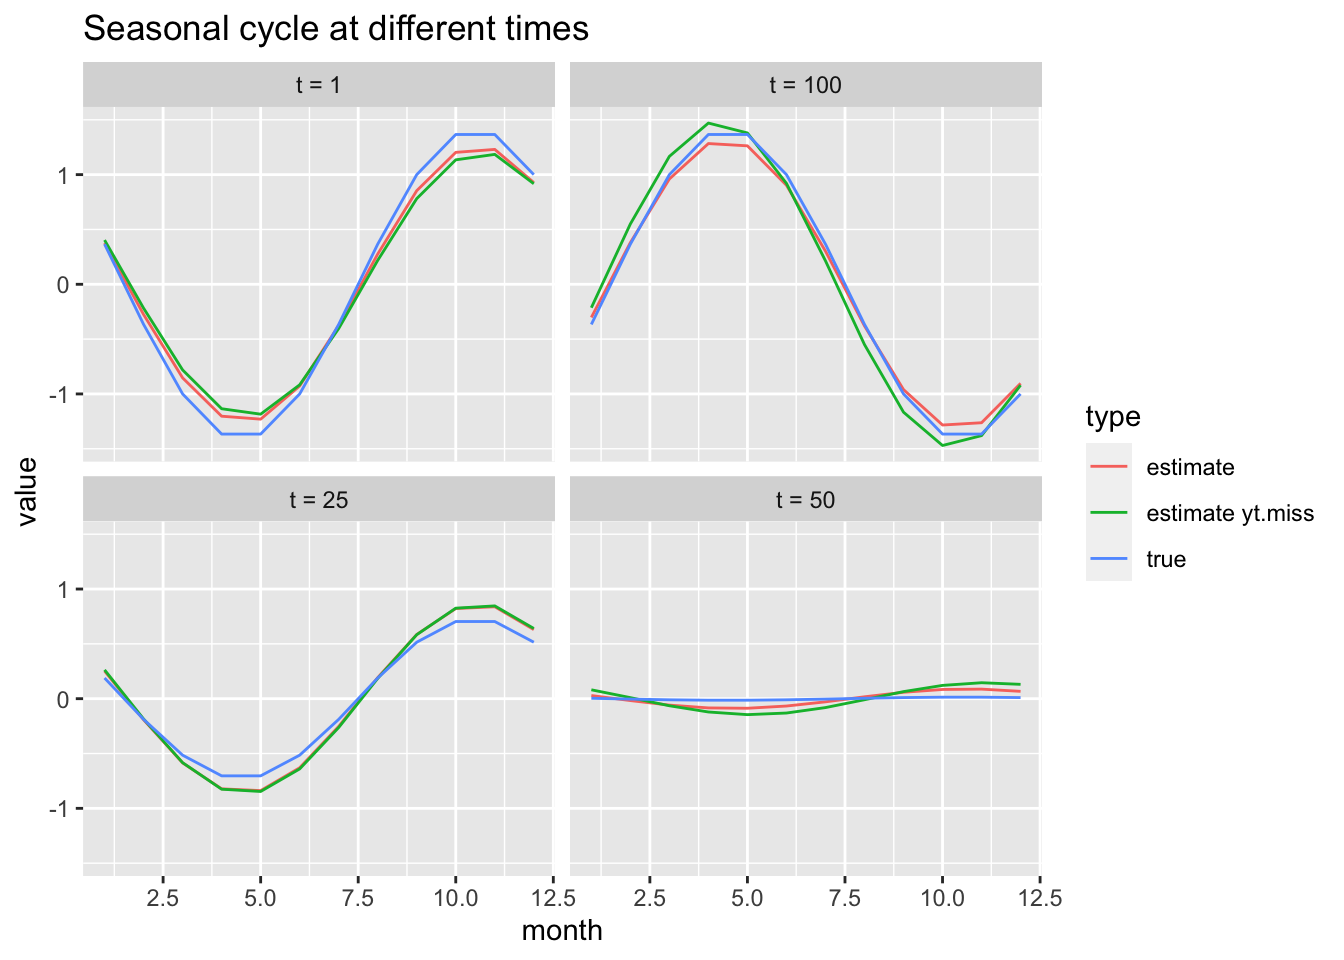 Seasonal cycle at different times
t = 1
t = 100
1
0
-1
t = 25
t = 50
1
0
-1
value
2.5 5.0 7.5 10.0 12.5
2.5 5.0 7.5 10.0 12.5
month
type
estimate
estimate yt.miss
true